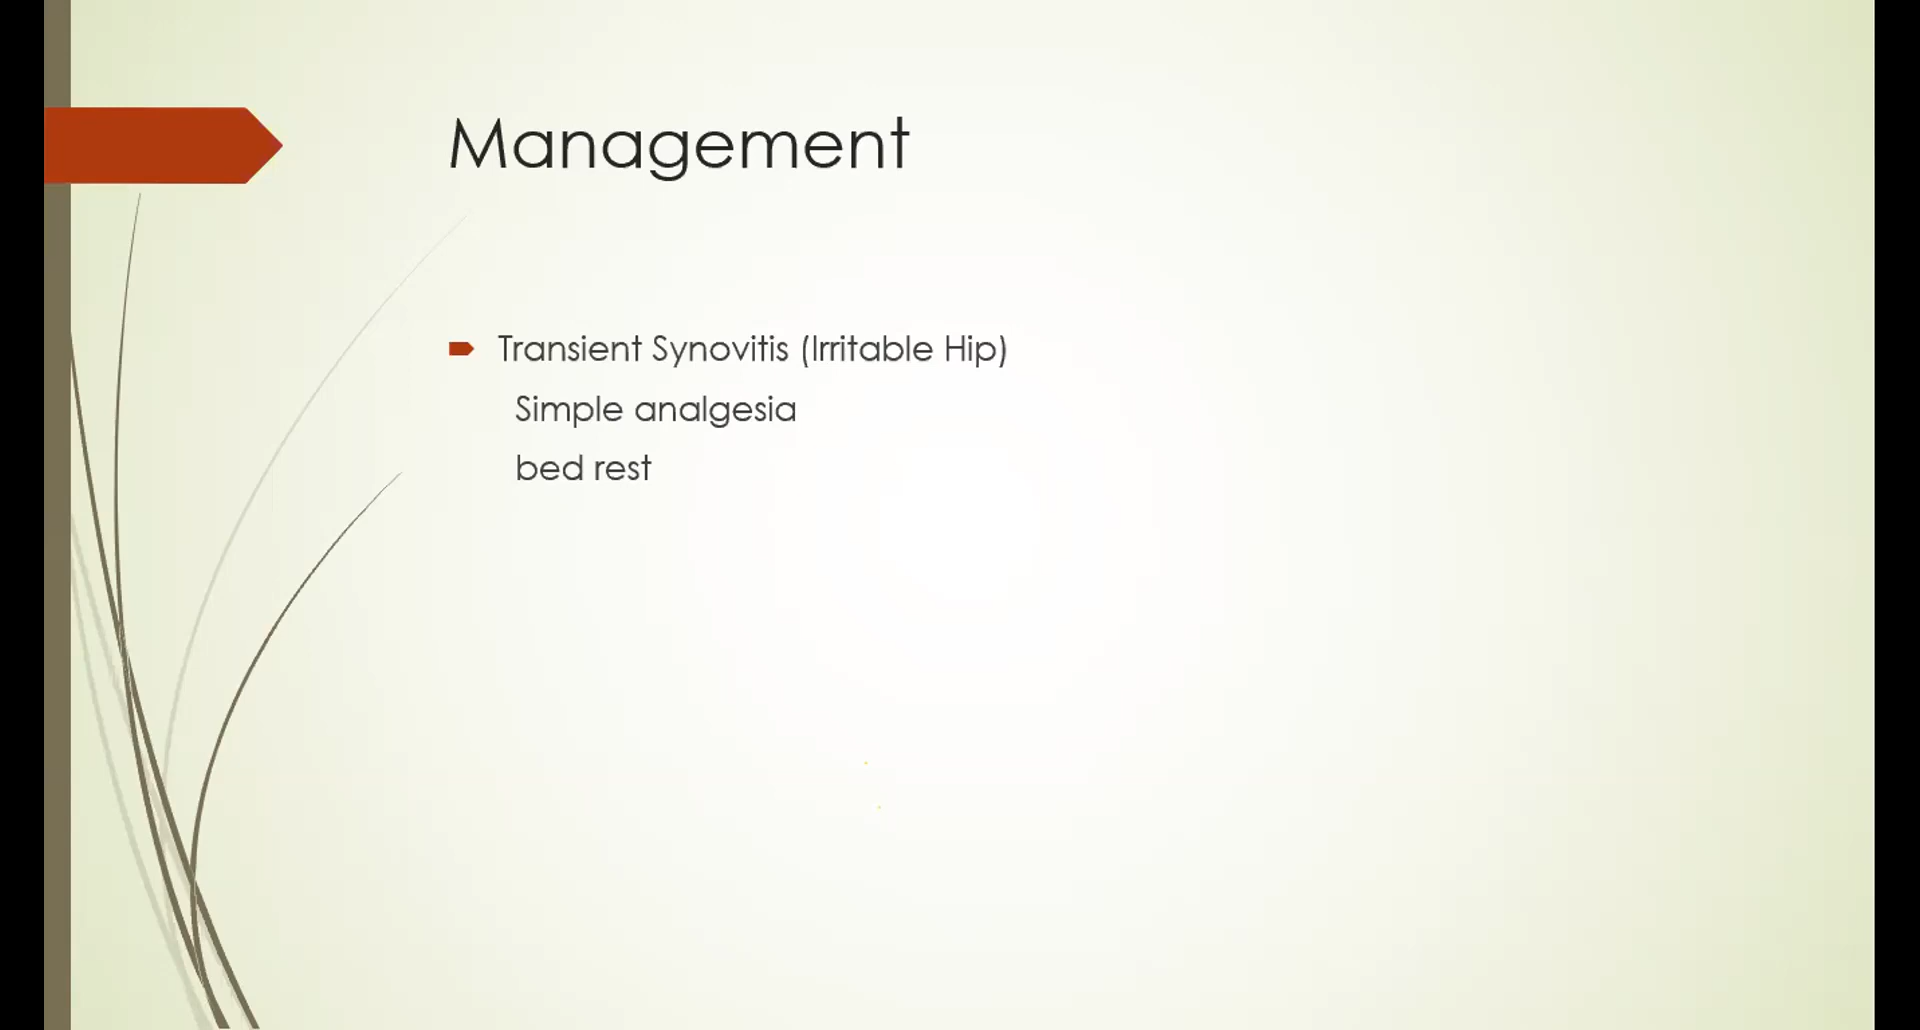 Management
Transient Synovitis (Irritable Hip)
Simple analgesia
bed rest